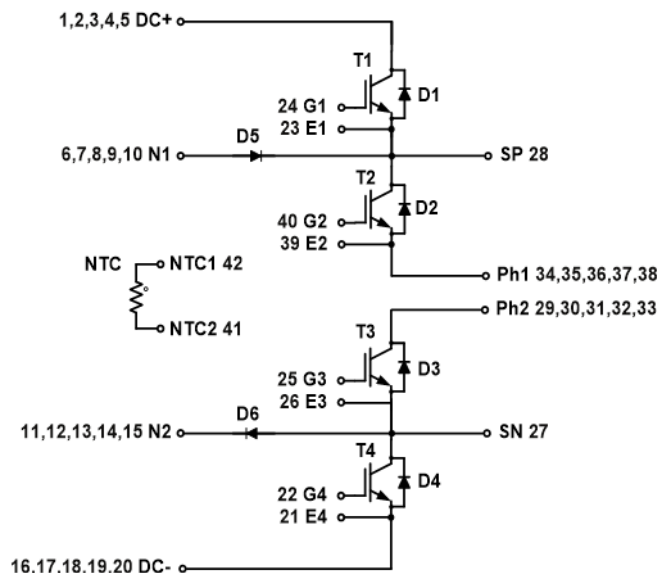 1,2,3,4,5 DC+
T1
D1
24 G1
23 E1
D5
6,7,8,9,10 N1
SP 28
T2
D2
40 G2
39 E2
NTC
NTC1 42
Ph1 34,35,36,37,38
Ph2 29,30,31,32,33
NTC2 41
T3
D3
25 G3
26 E3
D6
11,12,13,14,15 N2
SN 27
T4
D4
22 G4
21 E4
16,17,18,19,20 DC-